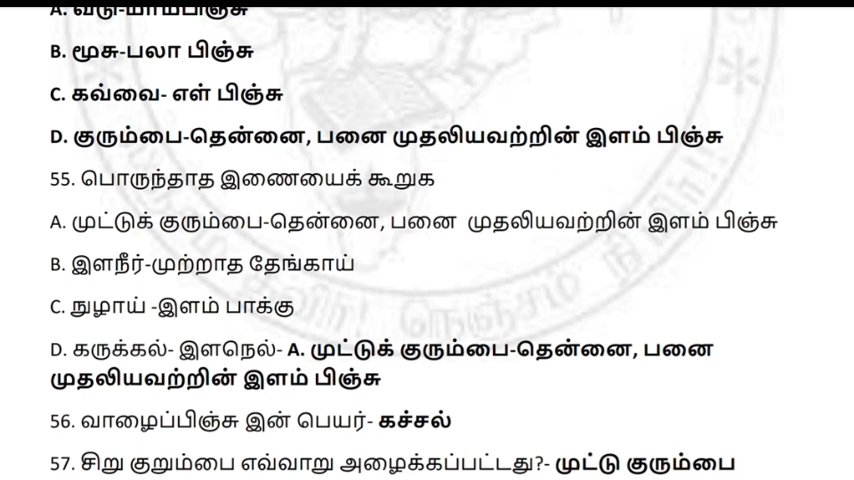 A. வடு-மாம்பிஞ்சு
B. மூசு-பலா பிஞ்சு
C. கவ்வை- எள் பிஞ்சு
D. குரும்பை-தென்னை, பனை முதலியவற்றின் இளம் பிஞ்சு
55. பொருந்தாத இணையைக் கூறுக
A. முட்டுக் குரும்பை-தென்னை, பனை முதலியவற்றின் இளம் பிஞ்சு
B. இளநீர்-முற்றாத தேங்காய்
C. நுழாய் -இளம் பாக்கு
D. கருக்கல்- இளநெல்- A. முட்டுக் குரும்பை-தென்னை, பனை
முதலியவற்றின் இளம் பிஞ்சு
56. வாழைப்பிஞ்சு இன் பெயர்- கச்சல்
57. சிறு குறும்பை எவ்வாறு அழைக்கப்பட்டது?- முட்டு குரும்பை